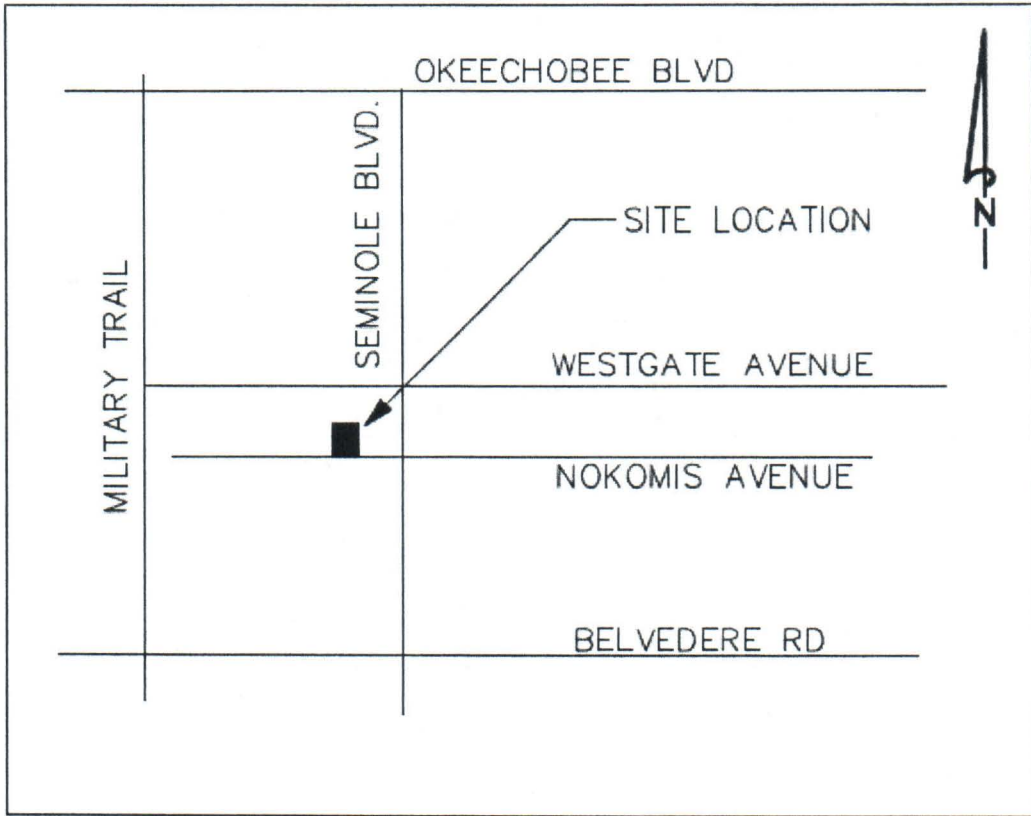 OKEECHOBEE BLVD
SEMINOLE BLVD.
SITE LOCATION
N
MILITARY TRAIL
WESTGATE AVENUE
NOKOMIS AVENUE
BELVEDERE RD